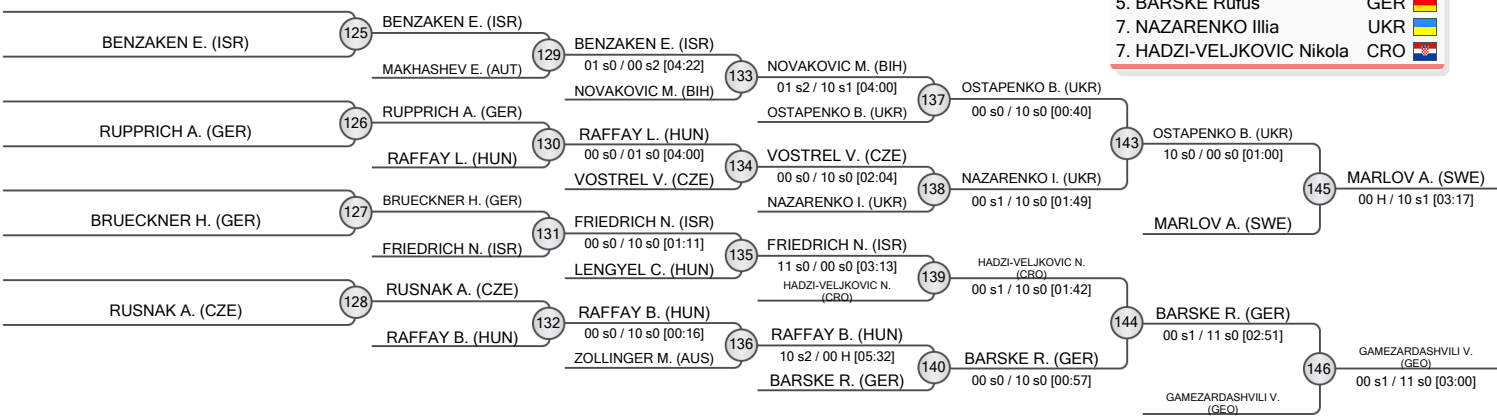 5. BARSKE Rufus GER
7. NAZARENKO Illia UKR
7. HADZI-VELJKOVIC Nikola CRO
BENZAKEN E. (ISR)
125
BENZAKEN E. (ISR)
MAKHASHEV E. (AUT)
129
BENZAKEN E. (ISR)
01 s0 / 00 s2 [04:22]
NOVAKOVIC M. (BIH)
133
NOVAKOVIC M. (BIH)
01 s2 / 10 s1 [04:00]
OSTAPENKO B. (UKR)
137
OSTAPENKO B. (UKR)
00 s0 / 10 s0 [00:40]
RUPPRICH A. (GER)
126
RUPPRICH A. (GER)
RAFFAY L. (HUN)
130
RAFFAY L. (HUN)
00 s0 / 01 s0 [04:00]
VOSTREL V. (CZE)
134
VOSTREL V. (CZE)
00 s0 / 10 s0 [02:04]
NAZARENKO I. (UKR)
138
NAZARENKO I. (UKR)
00 s1 / 10 s0 [01:49]
143
OSTAPENKO B. (UKR)
10 s0 / 00 s0 [01:00]
MARLOV A. (SWE)
145
MARLOV A. (SWE)
00 H / 10 s1 [03:17]
BRUECKNER H. (GER)
127
BRUECKNER H. (GER)
FRIEDRICH N. (ISR)
131
FRIEDRICH N. (ISR)
00 s0 / 10 s0 [01:11]
LENGYEL C. (HUN)
135
FRIEDRICH N. (ISR)
11 s0 / 00 s0 [03:13]
HADZI-VELJKOVIC N.
(CRO)
139
HADZI-VELJKOVIC N.
(CRO)
00 s1 / 10 s0 [01:42]
RUSNAK A. (CZE)
128
RUSNAK A. (CZE)
RAFFAY B. (HUN)
132
RAFFAY B. (HUN)
00 s0 / 10 s0 [00:16]
ZOLLINGER M. (AUS)
136
RAFFAY B. (HUN)
10 s2 / 00 H [05:32]
BARSKE R. (GER)
140
BARSKE R. (GER)
00 s0 / 10 s0 [00:57]
144
BARSKE R. (GER)
00 s1 / 11 s0 [02:51]
GAMEZARDASHVILI V.
(GEO)
146
GAMEZARDASHVILI V.
(GEO)
00 s1 / 11 s0 [03:00]